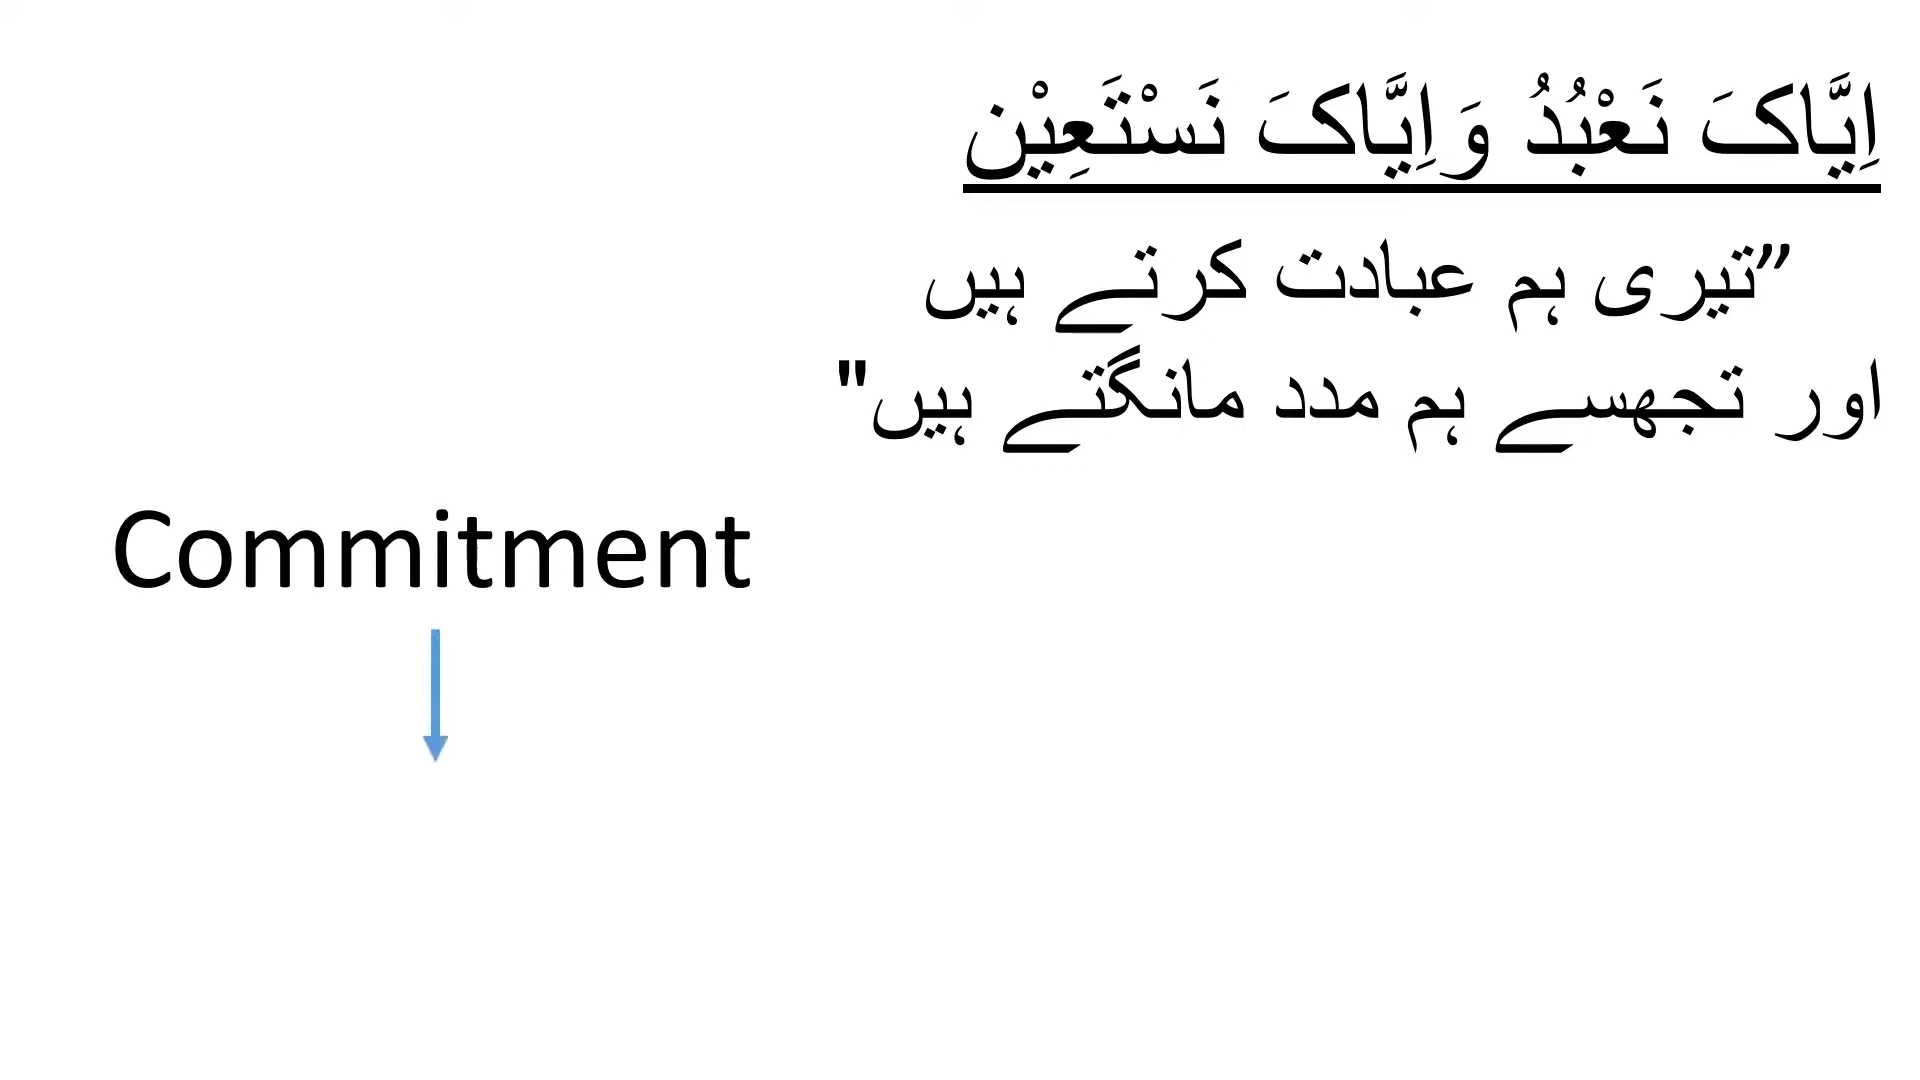 اِیَّاکَ نَعْبُدُ وَاِیَّاکَ نَسْتَعِیْن
”تیری ہم عبادت کرتے ہیں
اور تجھسے ہم مدد مانگتے ہیں"
Commitment